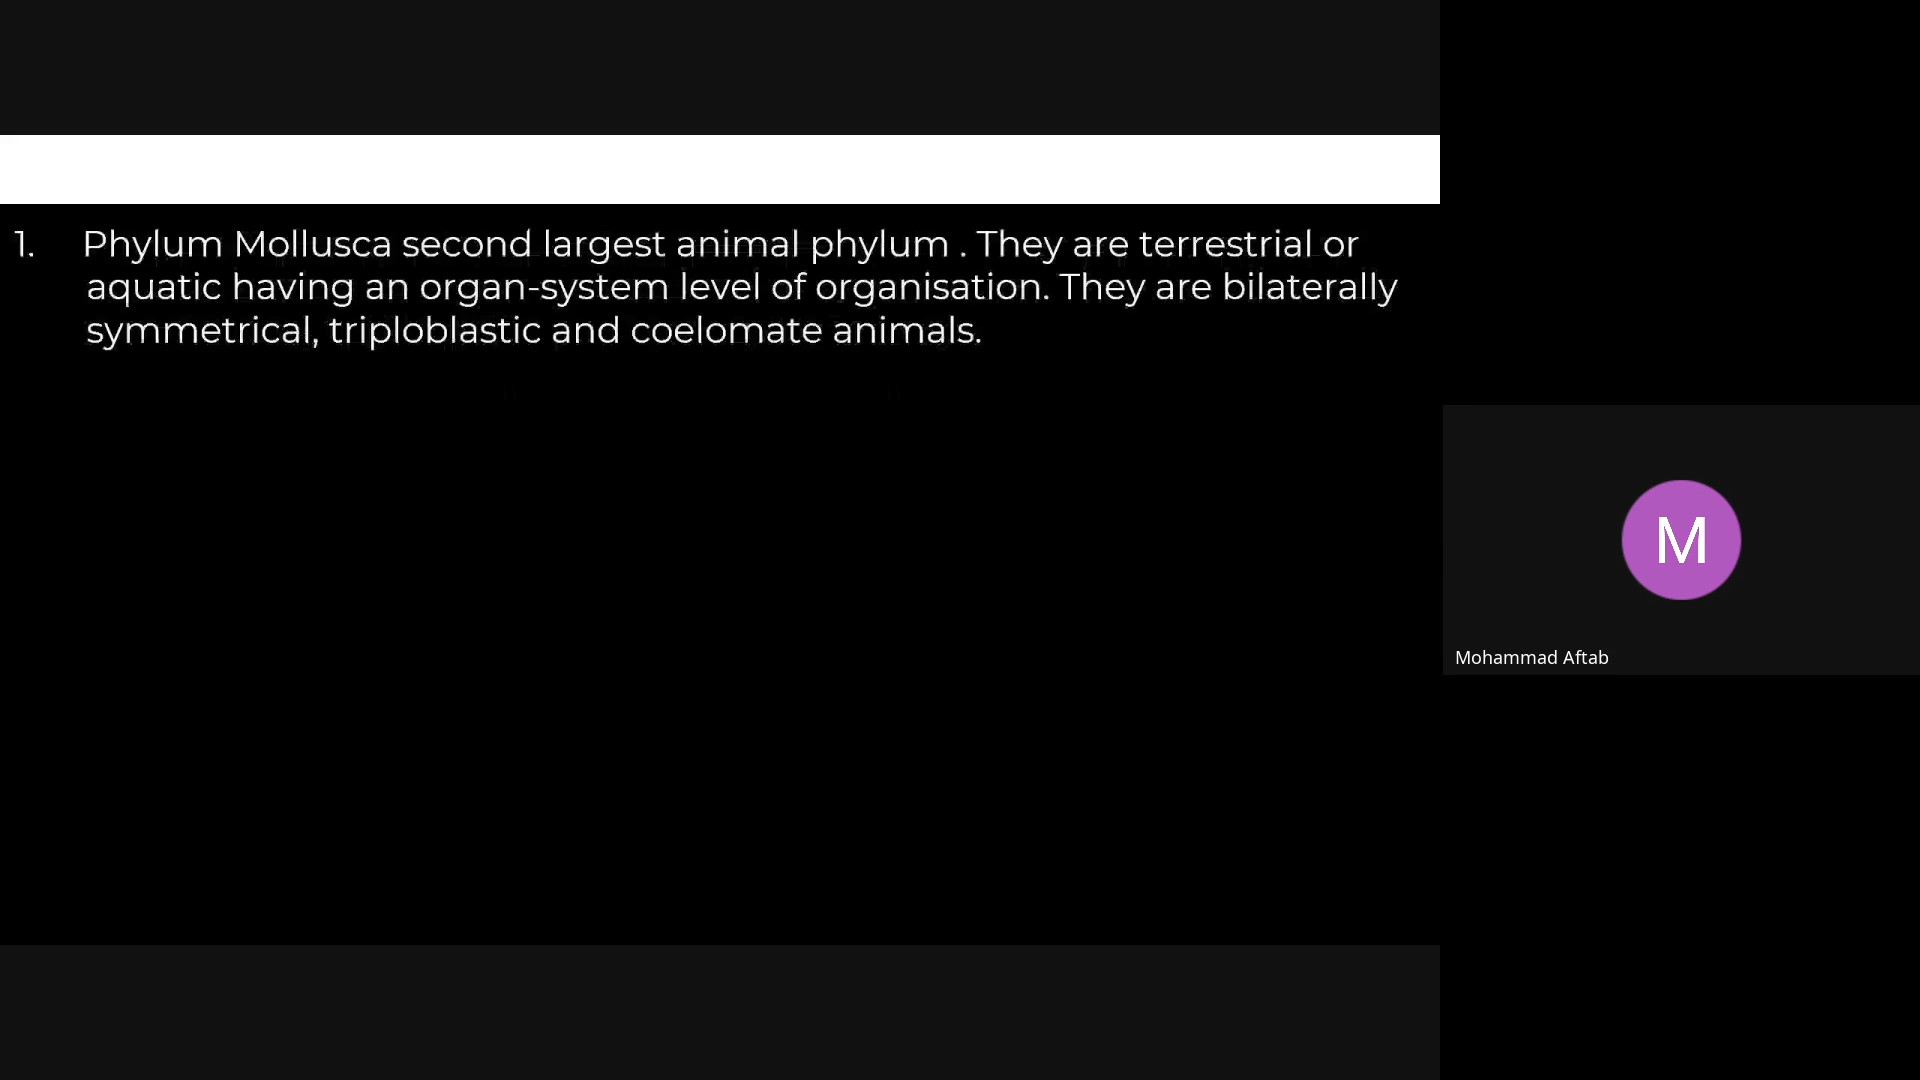 1. Phylum Mollusca second largest animal phylum . They are terrestrial or
aquatic having an organ-system level of organisation. They are bilaterally
symmetrical, triploblastic and coelomate animals.
M
Mohammad Aftab